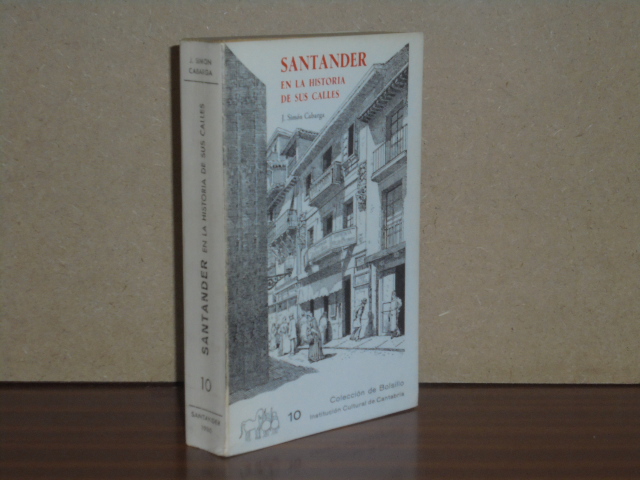 SANTANDER
EN LA HISTORIA
DE SUS CALLES
J. Simón Cabarga
10
Colección de Bolsillo
Institución Cultural de Cantabria
J. SIMÓN
CABARGA
SANTANDER EN LA HISTORIA DE SUS CALLES
10
SANTANDER